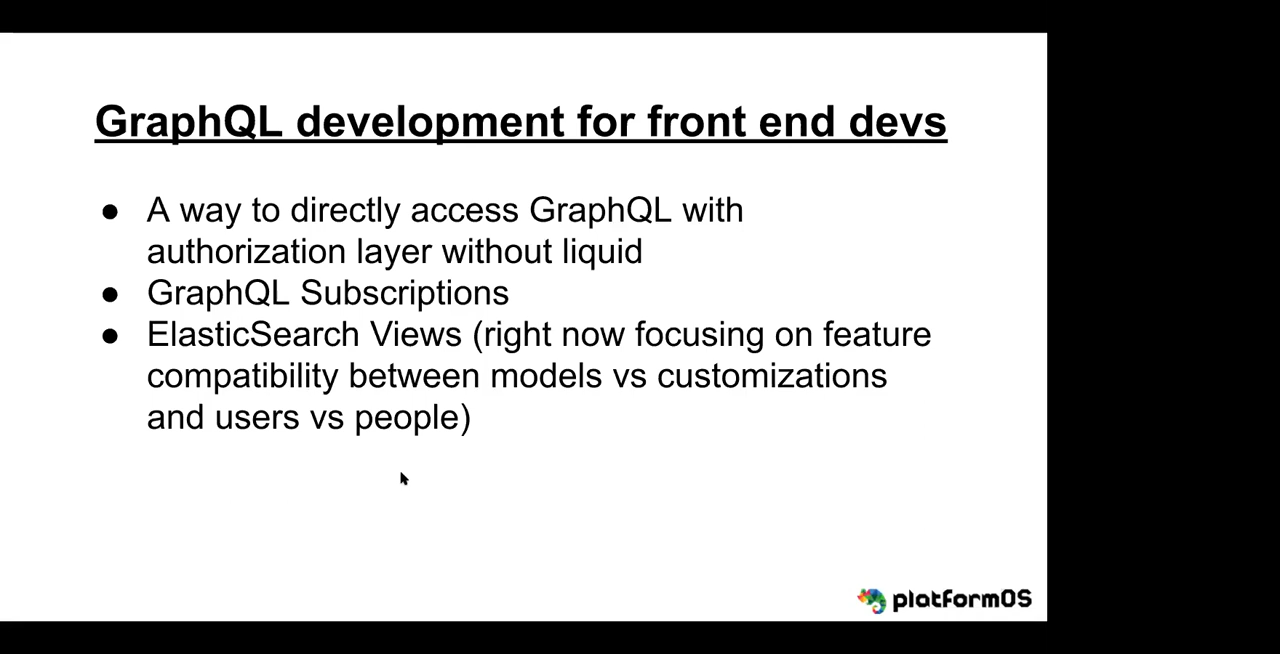 GraphQL development for front end devs
● A way to directly access GraphQL with
authorization layer without liquid
● GraphQL Subscriptions
● ElasticSearch Views (right now focusing on feature
compatibility between models vs customizations
and users vs people)
platformOS